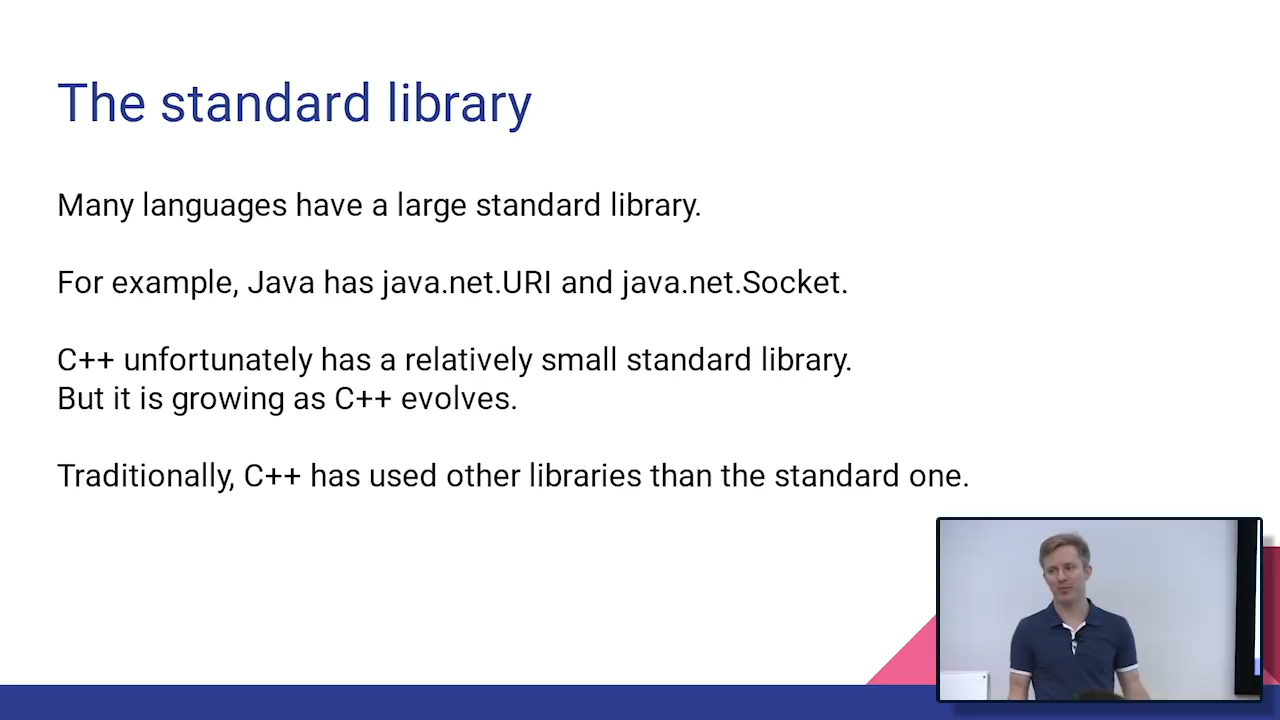 The standard library
Many languages have a large standard library.
For example, Java has java.net.URI and java.net.Socket.
C++ unfortunately has a relatively small standard library.
But it is growing as C++ evolves.
Traditionally, C++ has used other libraries than the standard one.